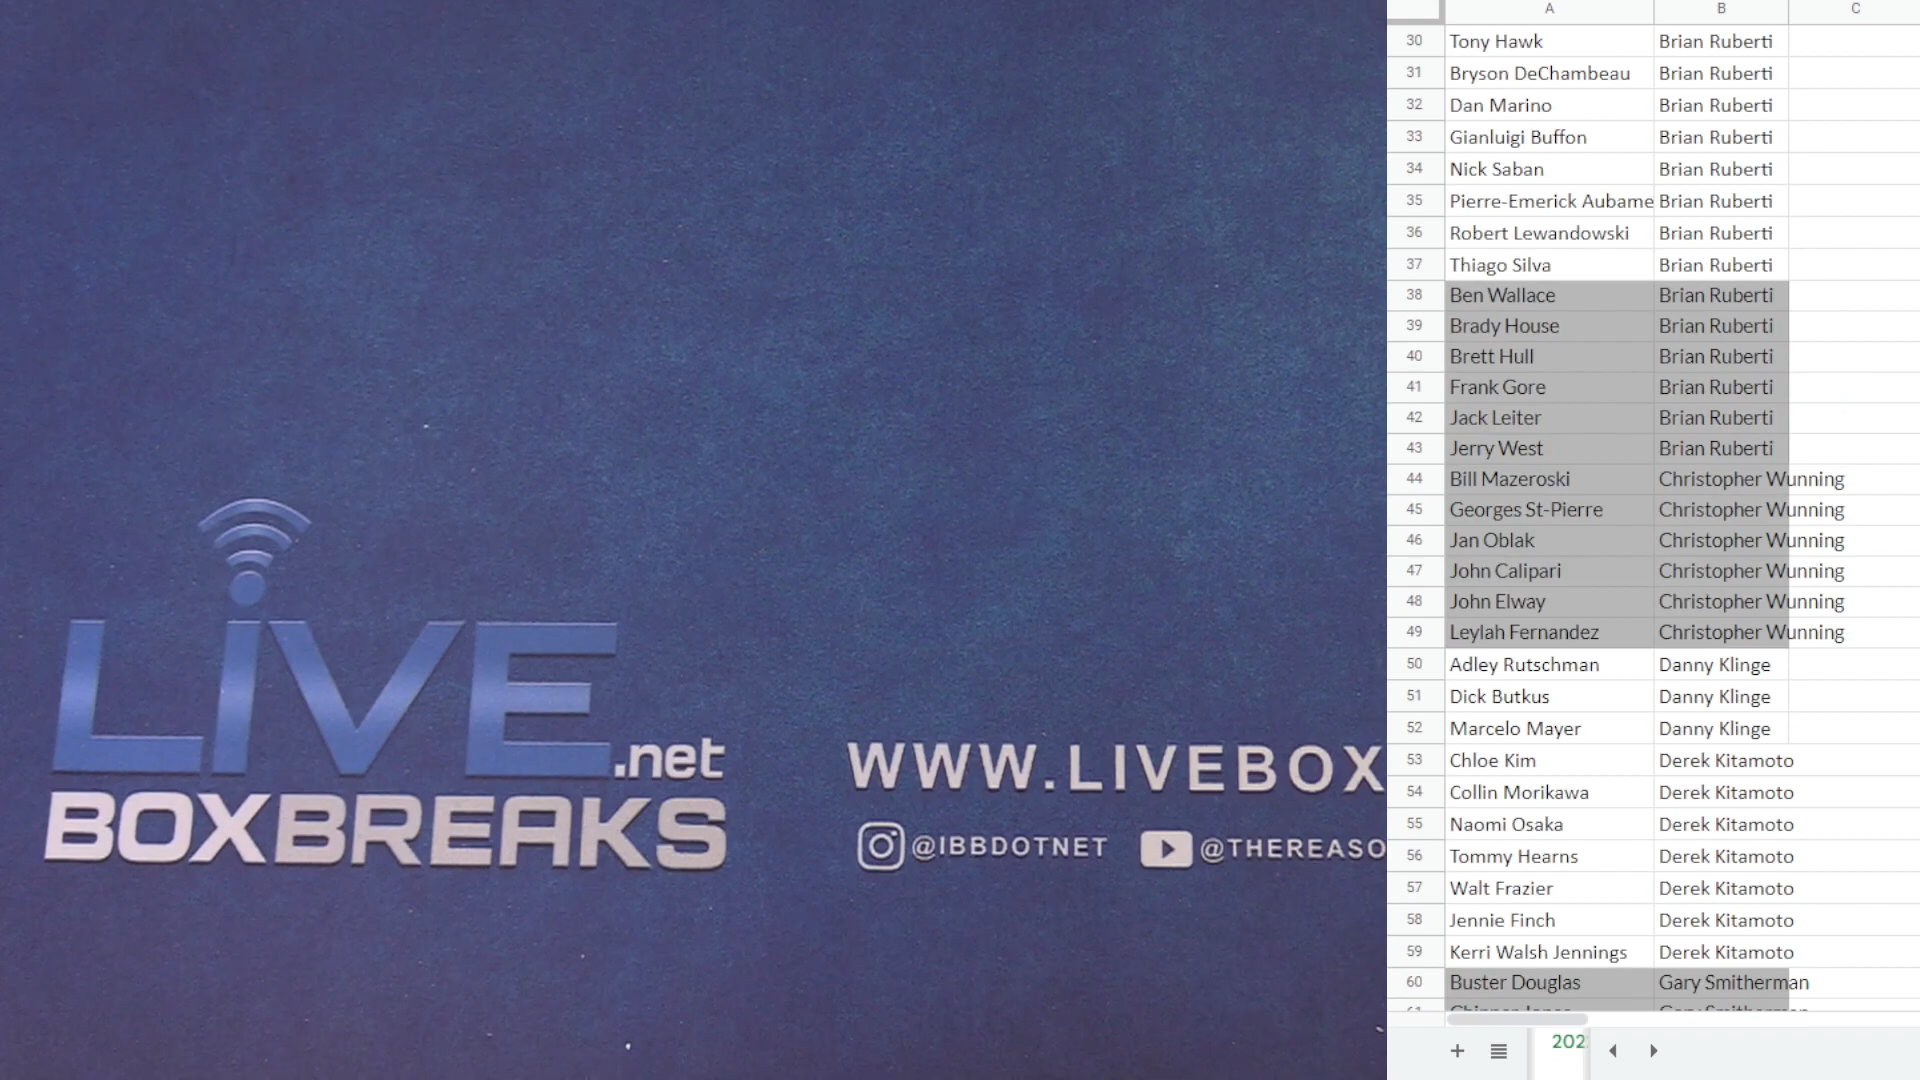 LIVE.net
BOXBREAKS
WWW.LIVEBOX
@IBBDOTNET @THEREASO
A B C
30 Tony Hawk Brian Ruberti
31 Bryson DeChambeau Brian Ruberti
32 Dan Marino Brian Ruberti
33 Gianluigi Buffon Brian Ruberti
34 Nick Saban Brian Ruberti
35 Pierre-Emerick Aubame Brian Ruberti
36 Robert Lewandowski Brian Ruberti
37 Thiago Silva Brian Ruberti
38 Ben Wallace Brian Ruberti
39 Brady House Brian Ruberti
40 Brett Hull Brian Ruberti
41 Frank Gore Brian Ruberti
42 Jack Leiter Brian Ruberti
43 Jerry West Brian Ruberti
44 Bill Mazeroski Christopher Wunning
45 Georges St-Pierre Christopher Wunning
46 Jan Oblak Christopher Wunning
47 John Calipari Christopher Wunning
48 John Elway Christopher Wunning
49 Leylah Fernandez Christopher Wunning
50 Adley Rutschman Danny Klinge
51 Dick Butkus Danny Klinge
52 Marcelo Mayer Danny Klinge
53 Chloe Kim Derek Kitamoto
54 Collin Morikawa Derek Kitamoto
55 Naomi Osaka Derek Kitamoto
56 Tommy Hearns Derek Kitamoto
57 Walt Frazier Derek Kitamoto
58 Jennie Finch Derek Kitamoto
59 Kerri Walsh Jennings Derek Kitamoto
60 Buster Douglas Gary Smitherman
202